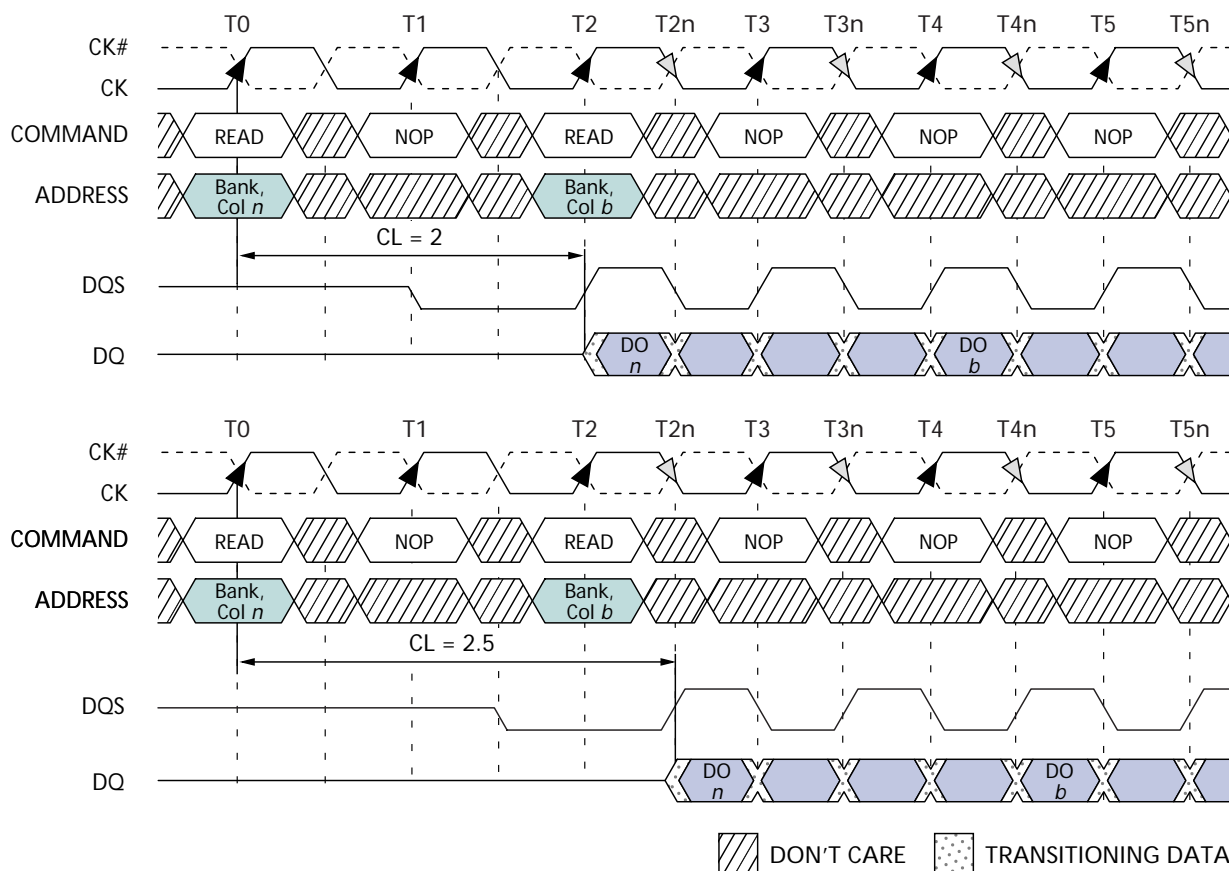 T0 T1 T2 T2n T3 T3n T4 T4n T5 T5n
CK#
CK
COMMAND READ NOP READ NOP NOP NOP
ADDRESS Bank, Col n Bank, Col b
CL = 2
DQS
DQ DO n DO b
T0 T1 T2 T2n T3 T3n T4 T4n T5 T5n
CK#
CK
COMMAND READ NOP READ NOP NOP NOP
ADDRESS Bank, Col n Bank, Col b
CL = 2.5
DQS
DQ DO n DO b
DON'T CARE TRANSITIONING DATA